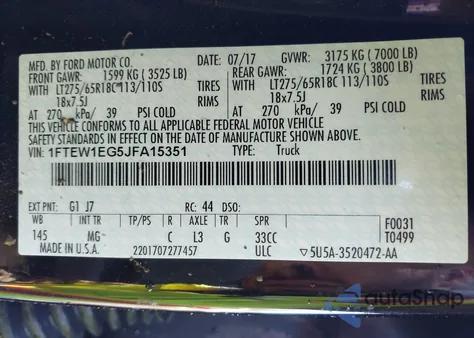 MFD. BY FORD MOTOR CO.
DATE: 07/17 GVWR: 3175 KG ( 7000 LB)
FRONT GAWR: 1599 KG ( 3525 LB) REAR GAWR: 1724 KG ( 3800 LB)
WITH LT275/65R18C 113/110S TIRES WITH LT275/65R18C 113/110S TIRES
18x7.5J RIMS 18x7.5J RIMS
AT 270 kPa/ 39 PSI COLD AT 270 kPa/ 39 PSI COLD
THIS VEHICLE CONFORMS TO ALL APPLICABLE FEDERAL MOTOR VEHICLE
SAFETY STANDARDS IN EFFECT ON THE DATE OF MANUFACTURE SHOWN ABOVE.
VIN: 1FTEW1EG5JFA15351 TYPE: Truck
EXT PNT: G1 J7 RC: 44 DSO: F0031
WB INT TR TP/PS R AXLE TR SPR T0499
145 MG C L3 G 33CC
MADE IN U.S.A. 2201707277457 ULC ▽5U5A-3520472-AA
autoSnap